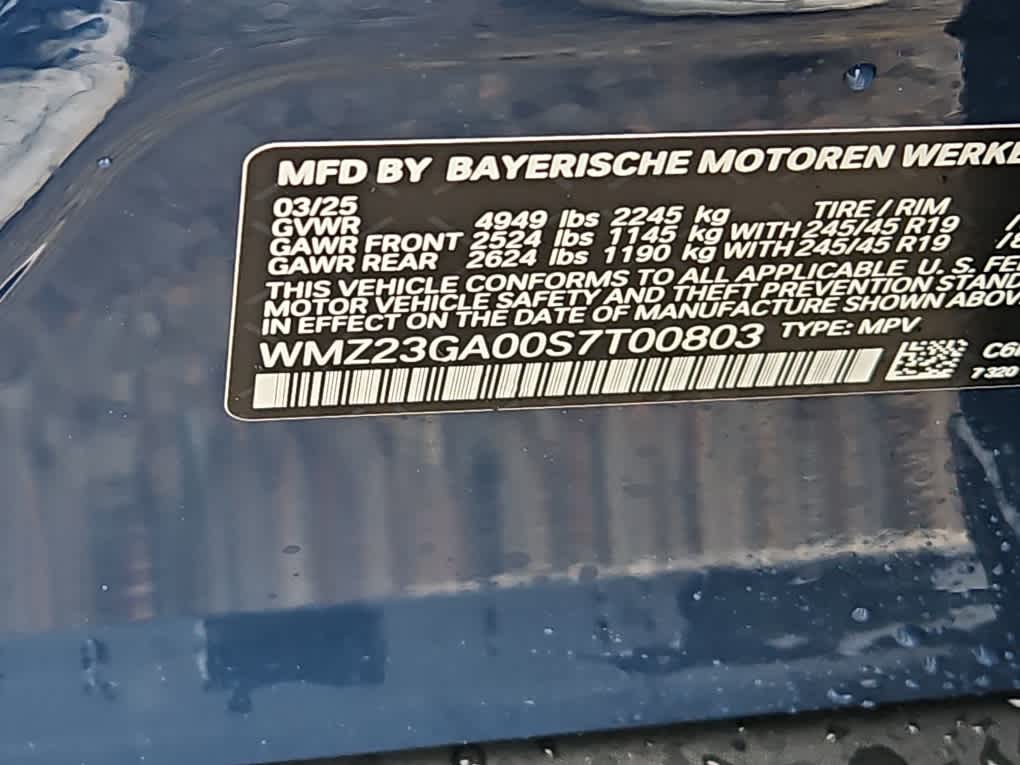 MFD BY BAYERISCHE MOTOREN WERKE
03/25 TIRE / RIM
GVWR 4949 lbs 2245 kg
GAWR FRONT 2524 lbs 1145 kg WITH 245/45 R19
GAWR REAR 2624 lbs 1190 kg WITH 245/45 R19
THIS VEHICLE CONFORMS TO ALL APPLICABLE U. S. FE
MOTOR VEHICLE SAFETY AND THEFT PREVENTION STAND
IN EFFECT ON THE DATE OF MANUFACTURE SHOWN ABOV
WMZ23GA00S7T00803 TYPE: MPV
C6
7 320